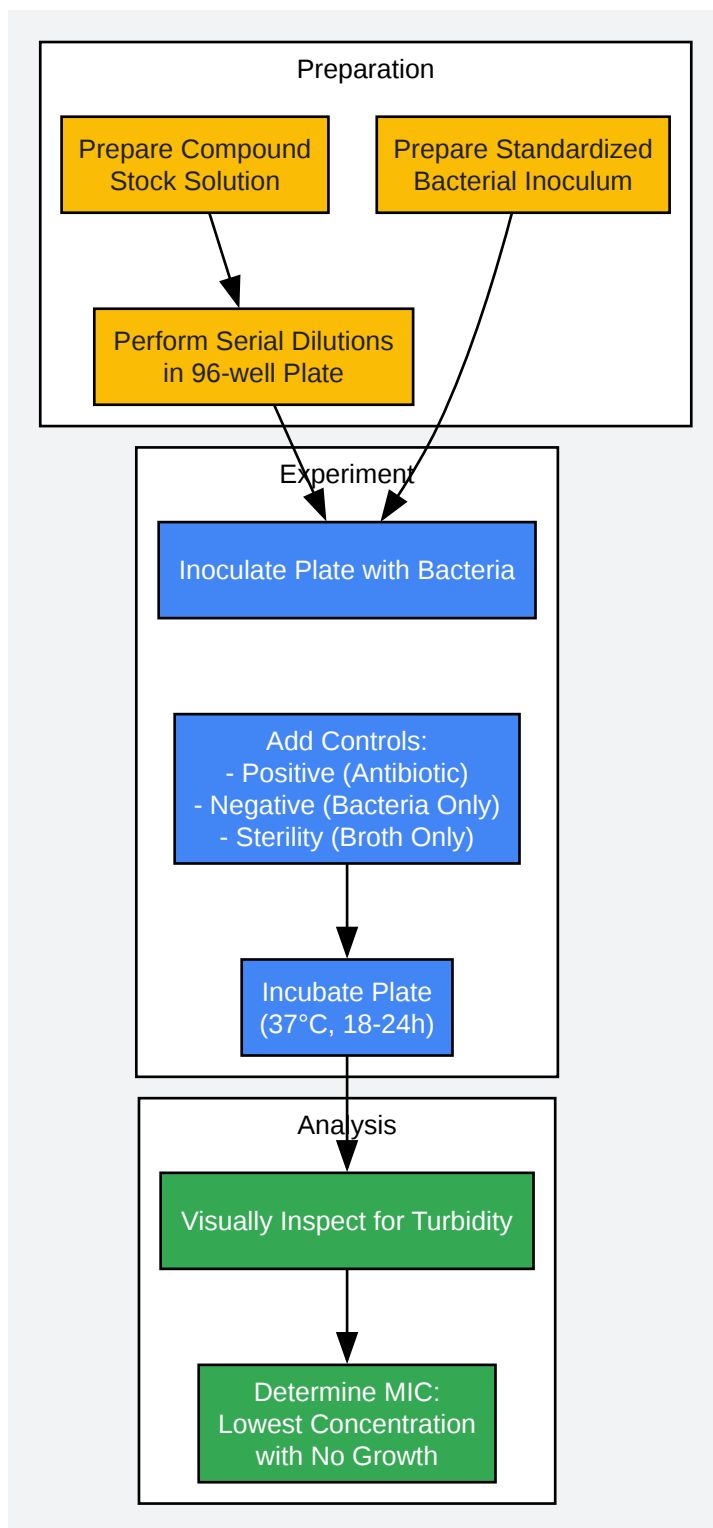 Preparation
Prepare Compound
Stock Solution
Prepare Standardized
Bacterial Inoculum
Perform Serial Dilutions
in 96-well Plate
Experiment
Inoculate Plate with Bacteria
Add Controls:
- Positive (Antibiotic)
- Negative (Bacteria Only)
- Sterility (Broth Only)
Incubate Plate
(37°C, 18-24h)
Analysis
Visually Inspect for Turbidity
Determine MIC:
Lowest Concentration
with No Growth